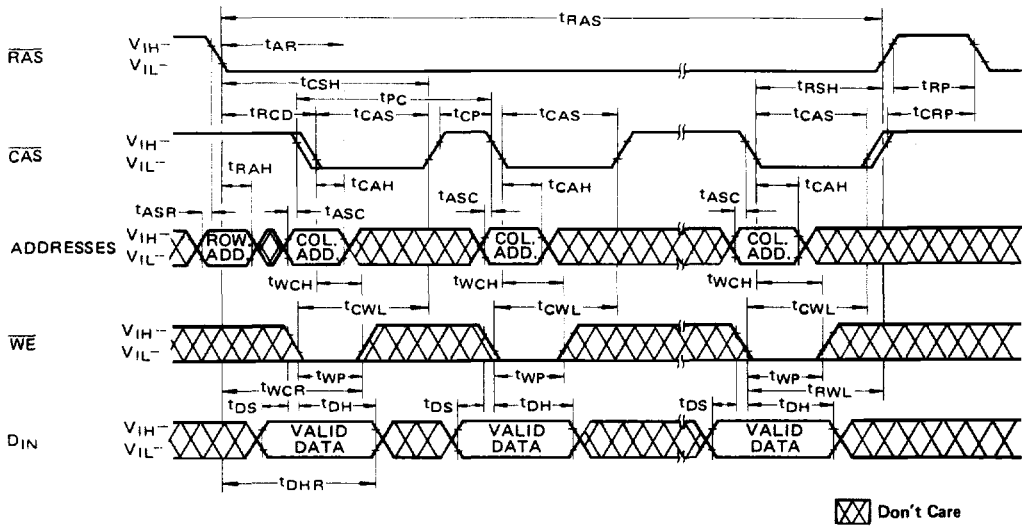 tRAS
RAS VIH VIL tAR
tCSH
tPC
tRSH tRP
tRCD tCAS tCP tCAS tCAS tCRP
CAS VIH VIL
tRAH
tCAH tCAH tCAH
tASR tASC tASC tASC
ADDRESSES VIH VIL ROW. ADD. COL. ADD. COL. ADD. COL. ADD.
tWCH tWCH tWCH
tCWL tCWL tCWL
WE VIH VIL
tWP tWP tWP
tWCR tRWL
tDS tDH tDS tDH tDS tDH
DIN VIH VIL VALID DATA VALID DATA VALID DATA
tDHR
Don't Care